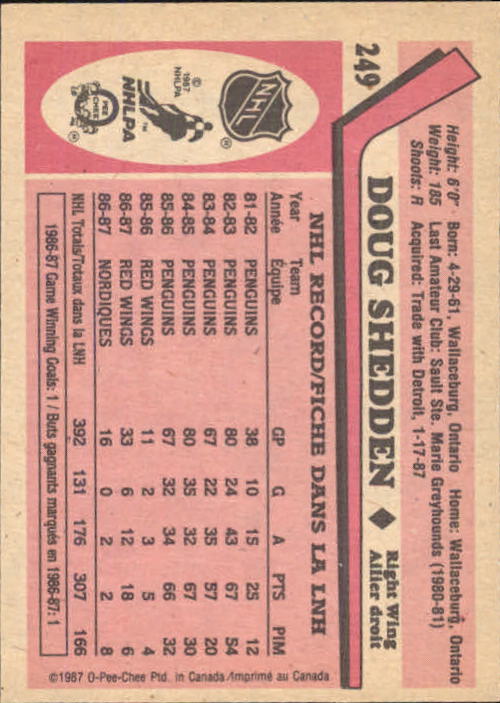 249
DOUG SHEDDEN ◆ Right Wing
Ailier droit
Height: 6'0" Born: 4-29-61, Wallaceburg, Ontario Home: Wallaceburg, Ontario
Weight: 185 Last Amateur Club: Sault Ste. Marie Greyhounds (1980-81)
Shoots: R Acquired: Trade with Detroit, 1-17-87
NHL
®
© 1987 NHLPA
NHLPA
™
O PEE CHEE
®
NHL RECORD/FICHE DANS LA LNH
Year Team GP G A PTS PIM
Année Équipe
81-82 PENGUINS 38 10 15 25 12
82-83 PENGUINS 80 24 43 67 54
83-84 PENGUINS 67 22 35 57 20
84-85 PENGUINS 80 35 32 67 30
85-86 PENGUINS 67 32 34 66 32
85-86 RED WINGS 11 2 3 5 4
86-87 RED WINGS 33 6 12 18 6
86-87 NORDIQUES 16 0 2 2 8
NHL Totals/Totaux dans la LNH 392 131 176 307 166
1986-87 Game Winning Goals: 1 / Buts gagnants marqués en 1986-87: 1
©1987 O-Pee-Chee Ptd. in Canada/Imprimé au Canada